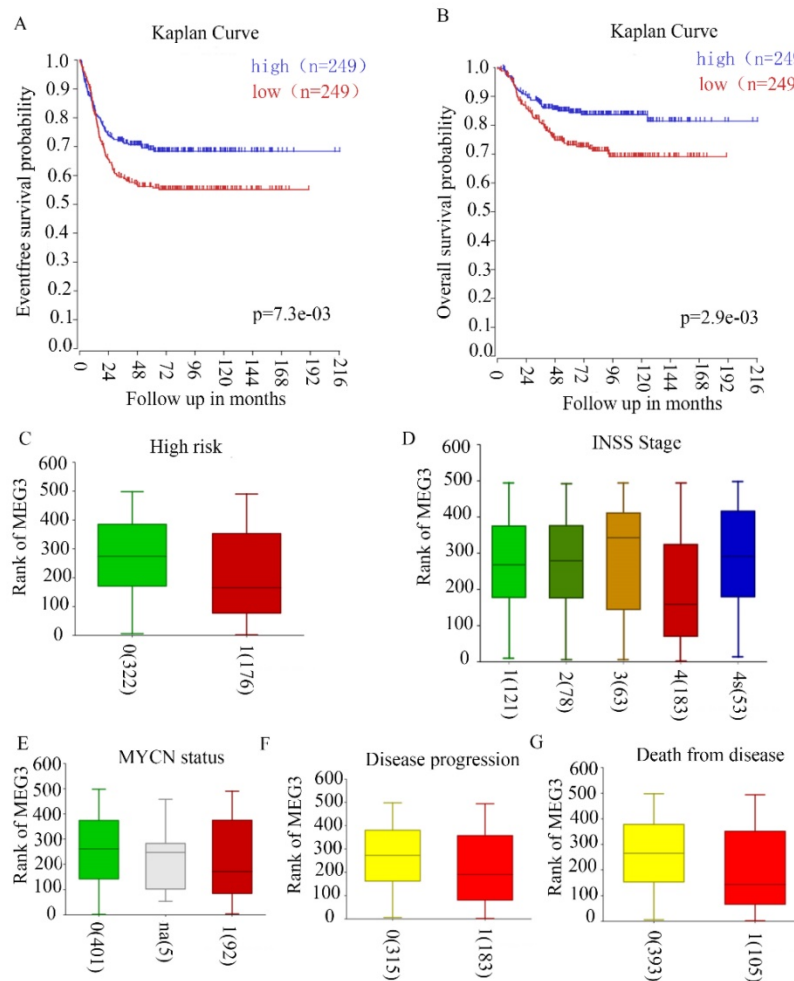 A
Kaplan Curve
high (n=249)
low (n=249)
Eventfree survival probability
1.0
0.9
0.8
0.7
0.6
0.5
0.4
0.3
0.2
0.1
0.0
p=7.3e-03
0 24 48 72 96 120 144 168 192 216
Follow up in months
B
Kaplan Curve
high (n=249
low (n=249
Overall survival probability
1.0
0.9
0.8
0.7
0.6
0.5
0.4
0.3
0.2
0.1
0.0
p=2.9e-03
0 24 48 72 96 120 144 168 192 216
Follow up in months
C
High risk
Rank of MEG3
600
500
400
300
200
100
0
0(322) 1(176)
D
INSS Stage
Rank of MEG3
600
500
400
300
200
100
0
1(121) 2(78) 3(63) 4(183) 4s(53)
E
MYCN status
Rank of MEG3
600
500
400
300
200
100
0
0(401) na(5) 1(92)
F
Disease progression
Rank of MEG3
600
500
400
300
200
100
0
0(315) 1(183)
G
Death from disease
Rank of MEG3
600
500
400
300
200
100
0
0(393) 1(105)